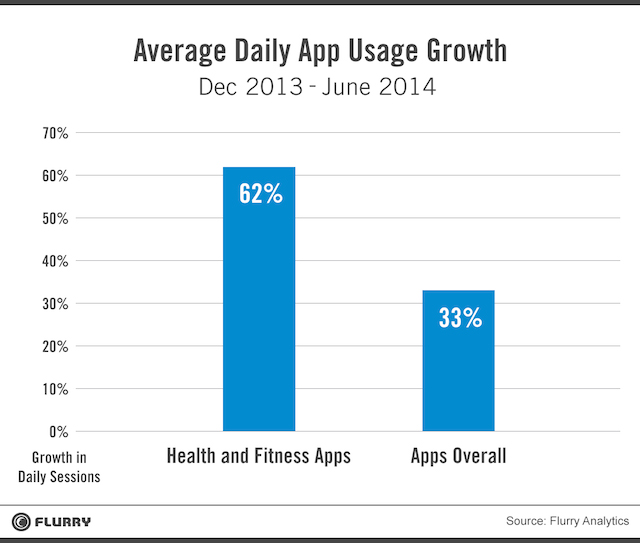 Average Daily App Usage Growth
Dec 2013 - June 2014
70%
60%
62%
50%
40%
30%
33%
20%
10%
0%
Growth in
Daily Sessions
Health and Fitness Apps
Apps Overall
FLURRY
Source: Flurry Analytics